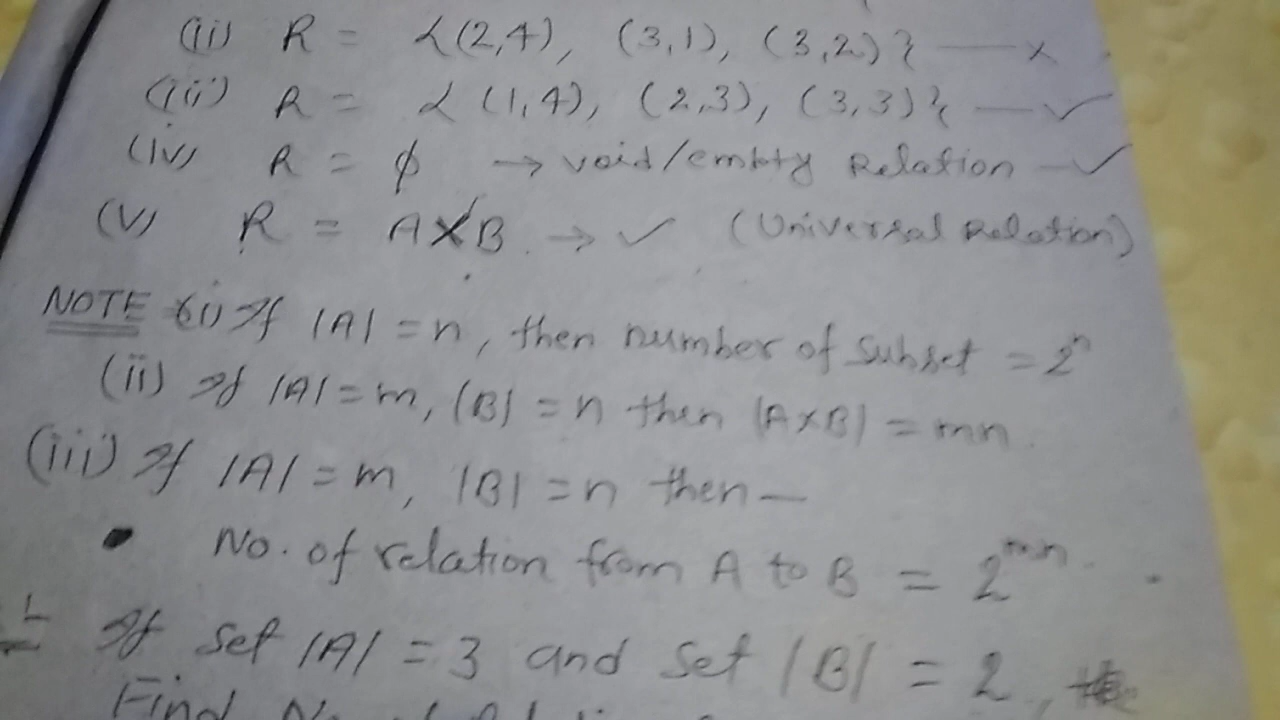 (ii) R = {(2,4), (3,1), (3,2)} — ×
(iii) R = {(1,4), (2,3), (3,3)} — ✓
(iv) R = ϕ → void/empty Relation — ✓
(v) R = A×B. → ✓ (Universal Relation)
NOTE (i) If |A| = n, then number of Subset = 2ⁿ
(ii) If |A| = m, |B| = n then |A×B| = mn.
(iii) If |A| = m, |B| = n then —
• No. of relation from A to B = 2ᵐⁿ.
If set |A| = 3 and set |B| = 2,
Find